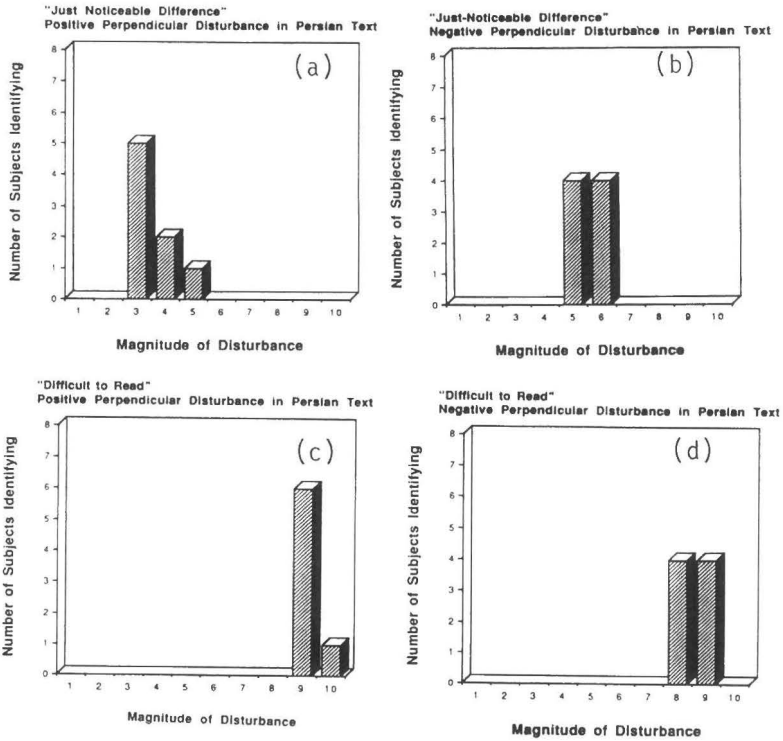 "Just Noticeable Difference"
Positive Perpendicular Disturbance in Persian Text
(a)
Number of Subjects Identifying
8
7
6
5
4
3
2
1
0
1 2 3 4 5 6 7 8 9 10
Magnitude of Disturbance
"Just-Noticeable Difference"
Negative Perpendicular Disturbance in Persian Text
(b)
Number of Subjects Identifying
8
7
6
5
4
3
2
1
0
1 2 3 4 5 6 7 8 9 10
Magnitude of Disturbance
"Difficult to Read"
Positive Perpendicular Disturbance in Persian Text
(c)
Number of Subjects Identifying
8
7
6
5
4
3
2
1
0
1 2 3 4 5 6 7 8 9 10
Magnitude of Disturbance
"Difficult to Read"
Negative Perpendicular Disturbance in Persian Text
(d)
Number of Subjects Identifying
8
7
6
5
4
3
2
1
0
1 2 3 4 5 6 7 8 9 10
Magnitude of Disturbance